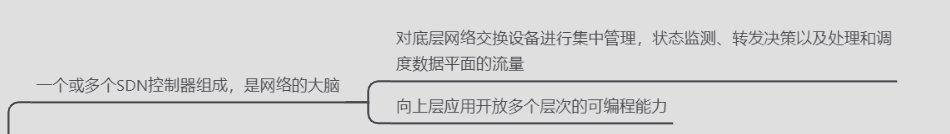 对底层网络交换设备进行集中管理，状态监测、转发决策以及处理和调
度数据平面的流量
一个或多个SDN控制器组成，是网络的大脑
向上层应用开放多个层次的可编程能力